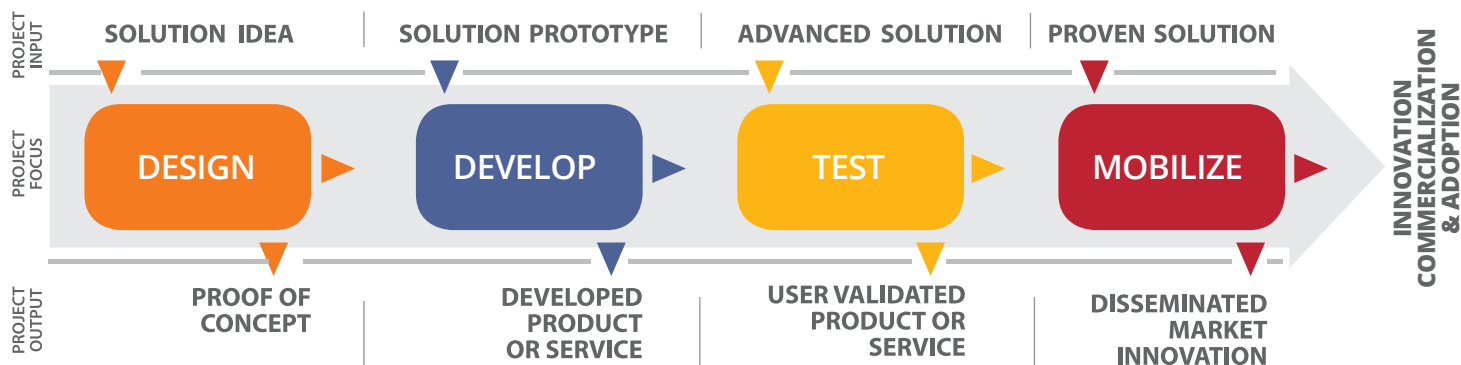 PROJECT
INPUT
SOLUTION IDEA
SOLUTION PROTOTYPE
ADVANCED SOLUTION
PROVEN SOLUTION
PROJECT
FOCUS
DESIGN
DEVELOP
TEST
MOBILIZE
INNOVATION
COMMERCIALIZATION
& ADOPTION
PROJECT
OUTPUT
PROOF OF
CONCEPT
DEVELOPED
PRODUCT
OR SERVICE
USER VALIDATED
PRODUCT OR
SERVICE
DISSEMINATED
MARKET
INNOVATION